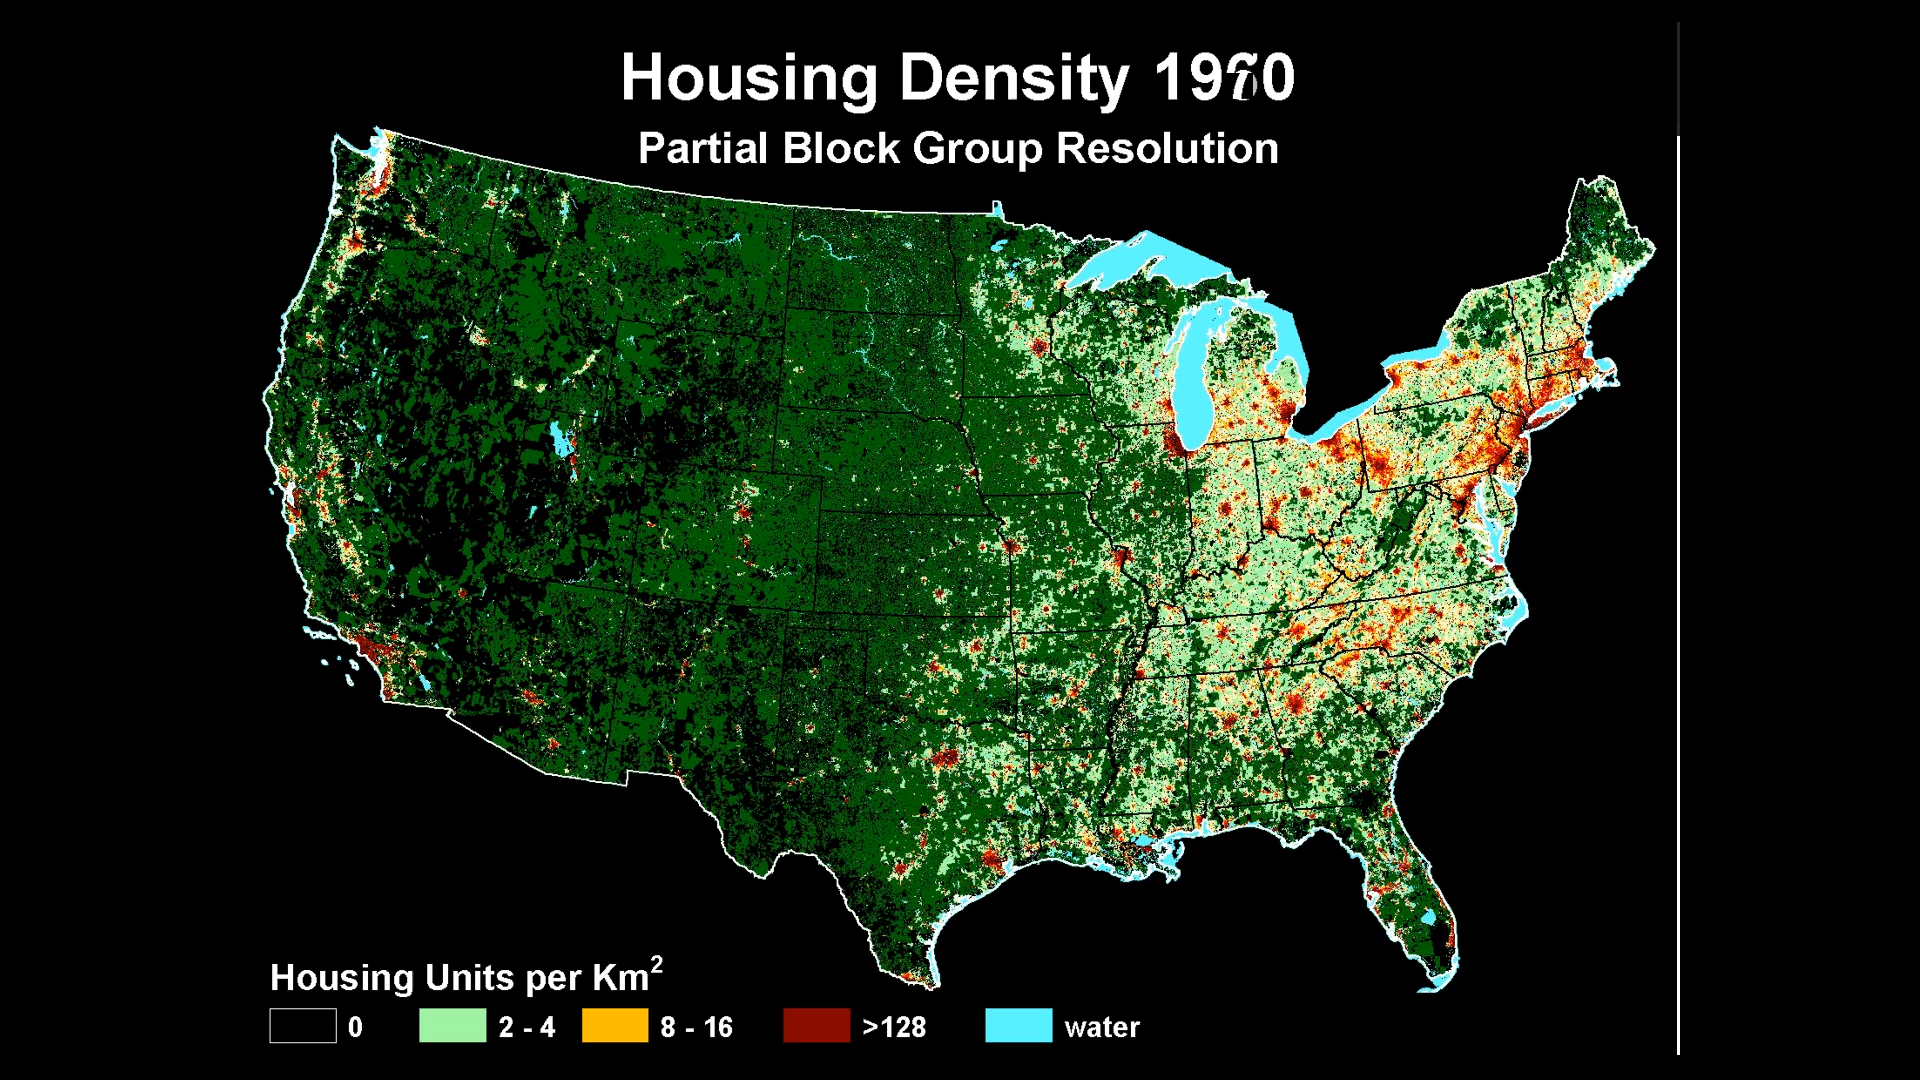 Housing Density
Partial Block Group Resolution
Housing Units per Km²
0 2 - 4 8 - 16 >128 water